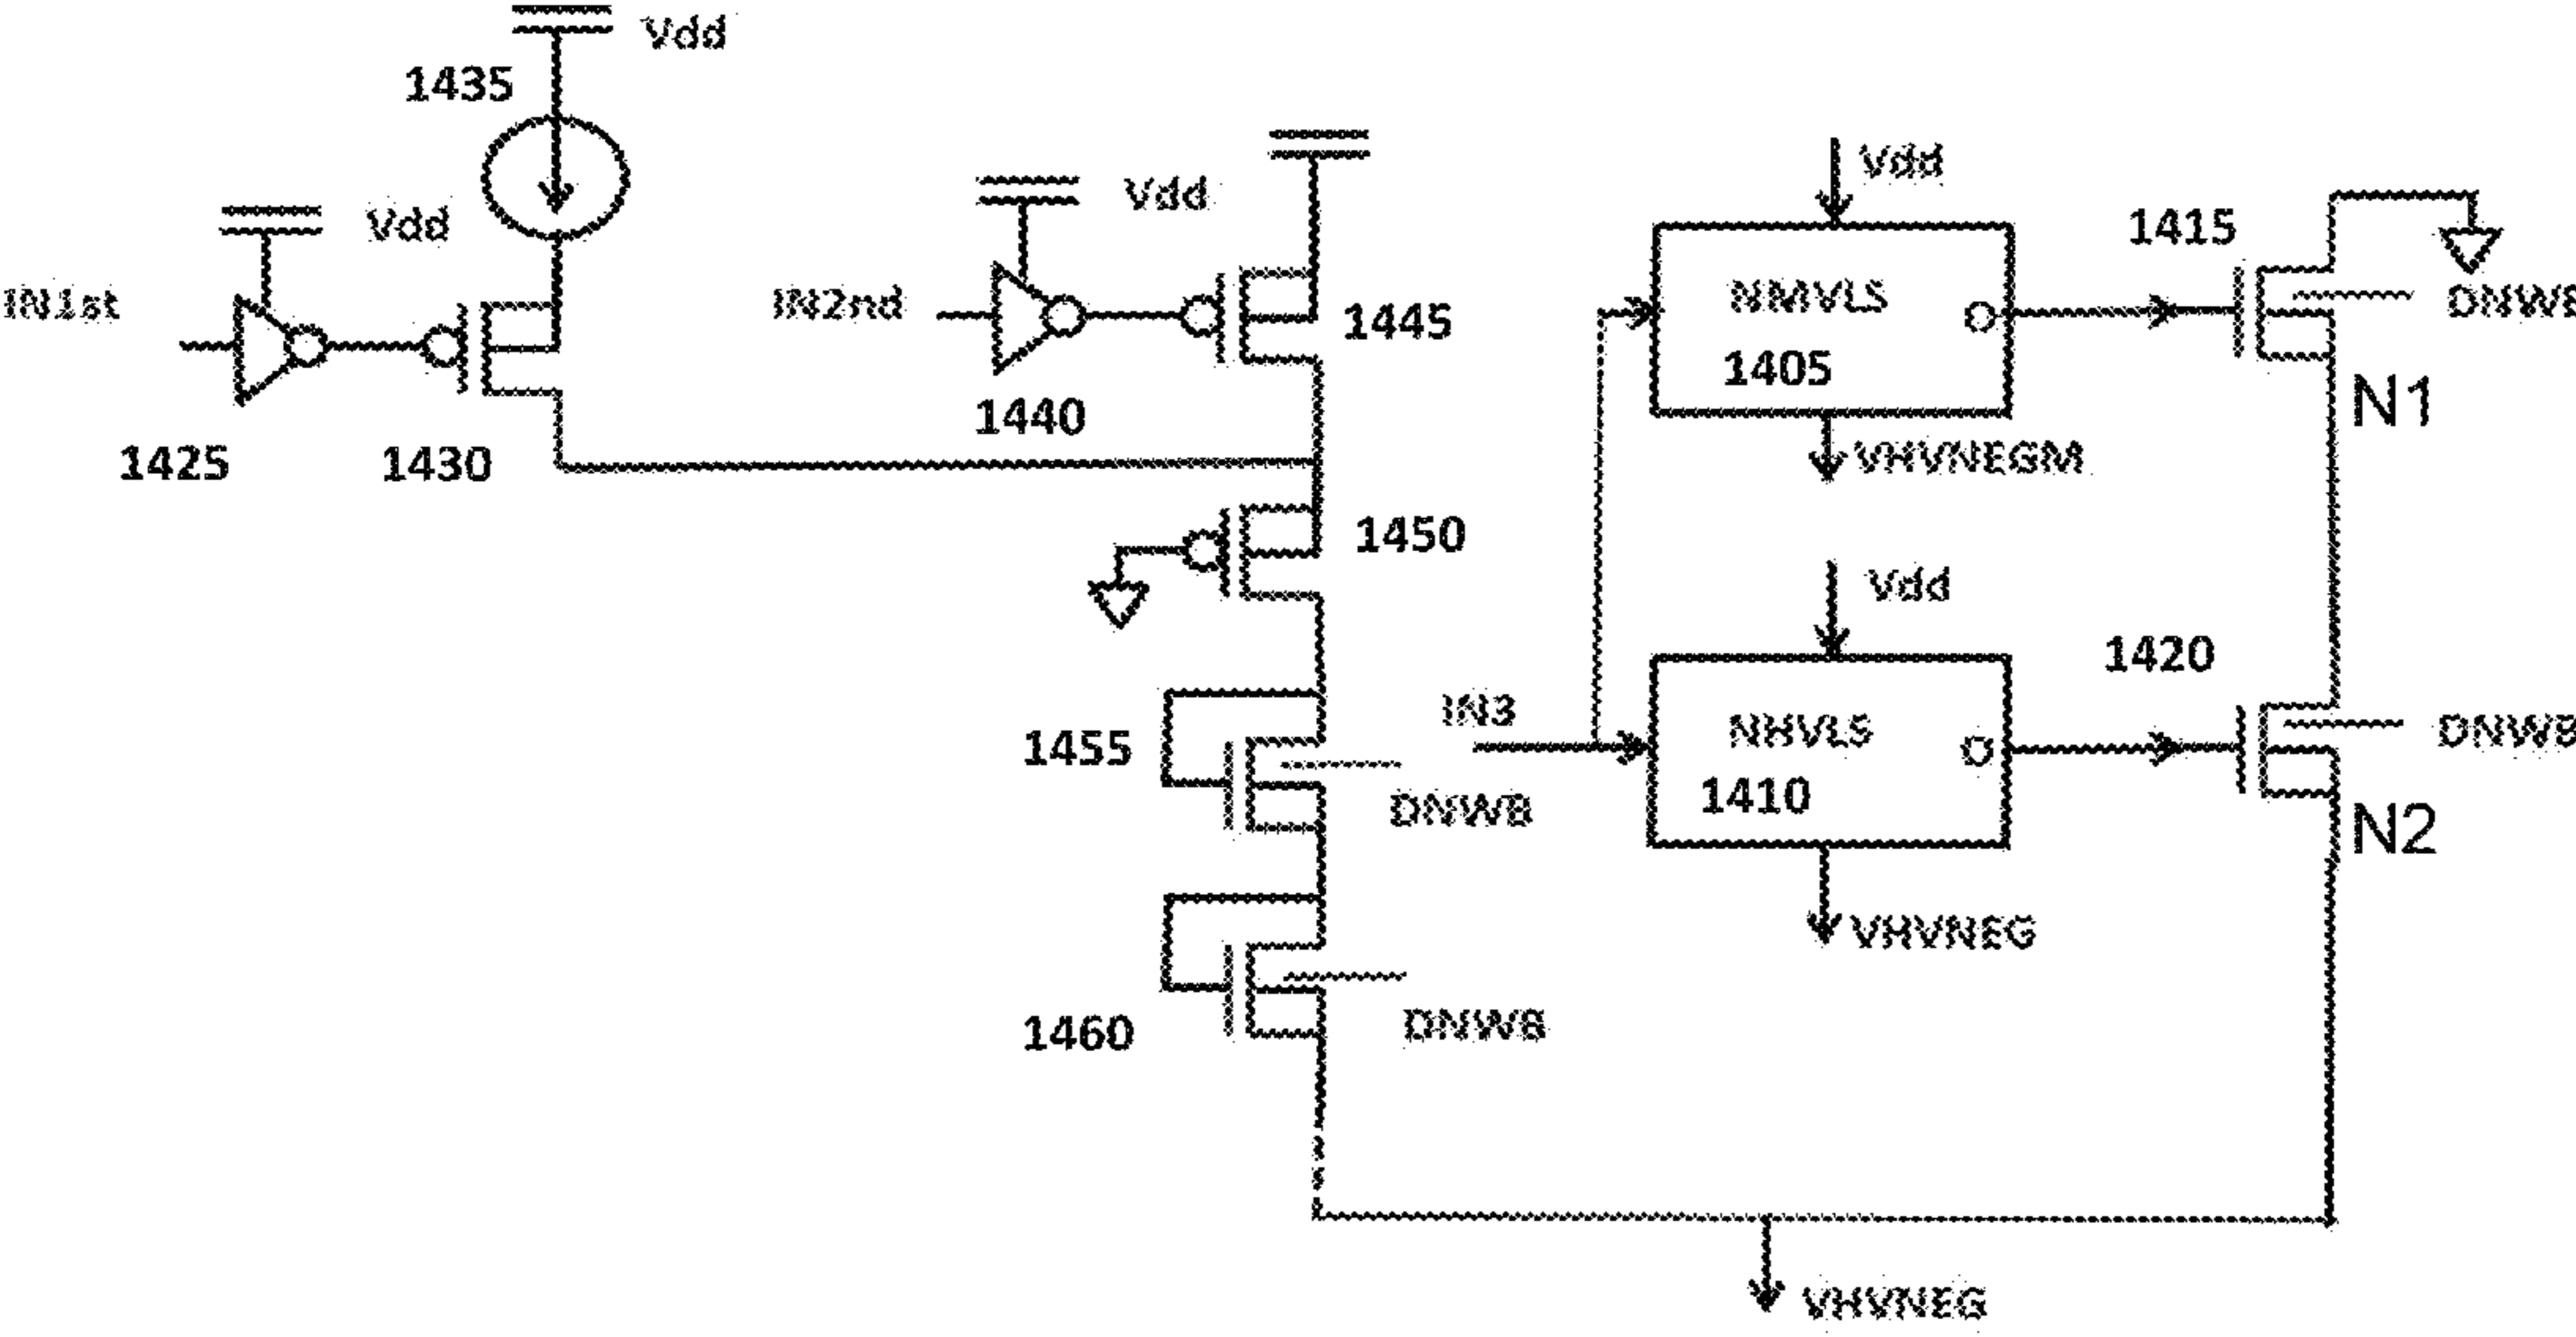 Vdd
1435
Vdd
IN1st
1425
1430
Vdd
IN2nd
1440
1445
1450
1455
DNWB
1460
DNWB
Vdd
NMVLS
1405
VHVNEGM
IN3
Vdd
NHVLS
1410
VHVNEG
1415
DNWB
N1
1420
DNWB
N2
VHVNEG